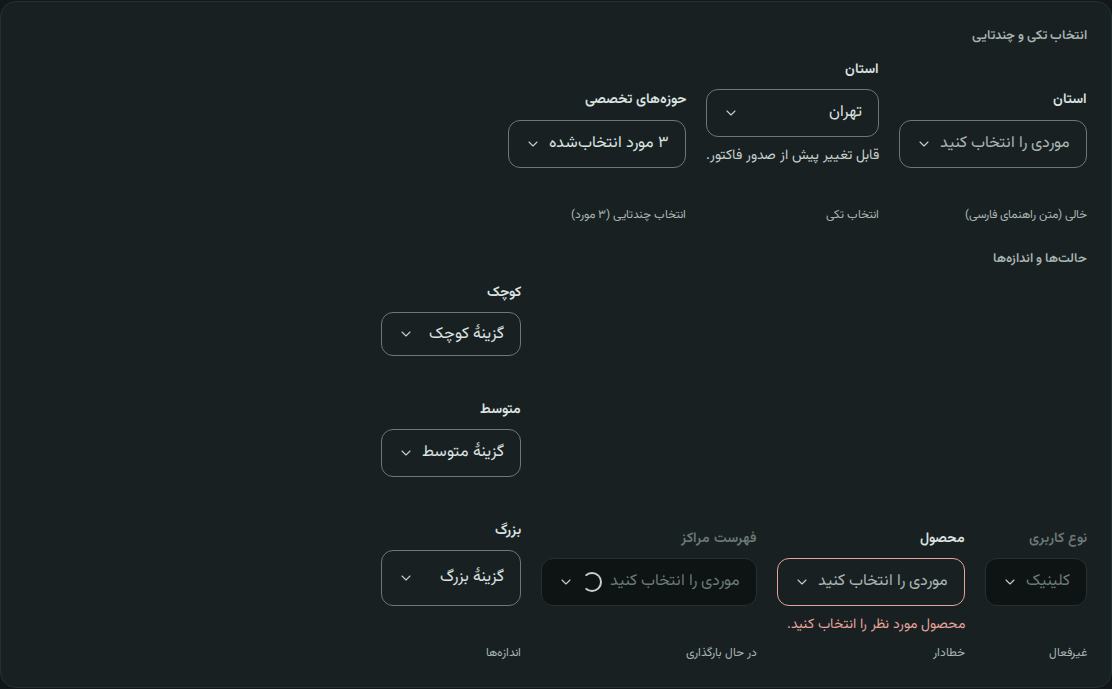 انتخاب تکی و چندتایی
استان
موردی را انتخاب کنید
خالی (متن راهنمای فارسی)
استان
تهران
قابل تغییر پیش از صدور فاکتور.
انتخاب تکی
حوزه‌های تخصصی
۳ مورد انتخاب‌شده
انتخاب چندتایی (۳ مورد)
حالت‌ها و اندازه‌ها
نوع کاربری
کلینیک
غیرفعال
محصول
موردی را انتخاب کنید
محصول مورد نظر را انتخاب کنید.
خطادار
فهرست مراکز
موردی را انتخاب کنید
در حال بارگذاری
کوچک
گزینهٔ کوچک
متوسط
گزینهٔ متوسط
بزرگ
گزینهٔ بزرگ
اندازه‌ها